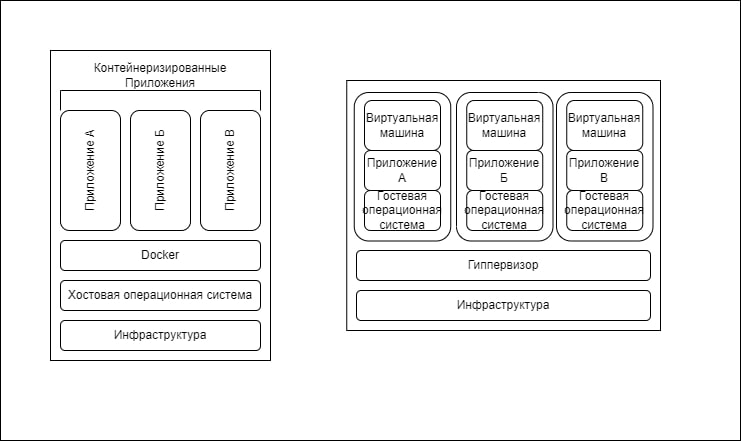 Контейнеризированные
Приложения
Приложение А
Приложение Б
Приложение В
Docker
Хостовая операционная система
Инфраструктура
Виртуальная
машина
Приложение
А
Гостевая
операционная
система
Виртуальная
машина
Приложение
Б
Гостевая
операционная
система
Виртуальная
машина
Приложение
В
Гостевая
операционная
система
Гиппервизор
Инфраструктура